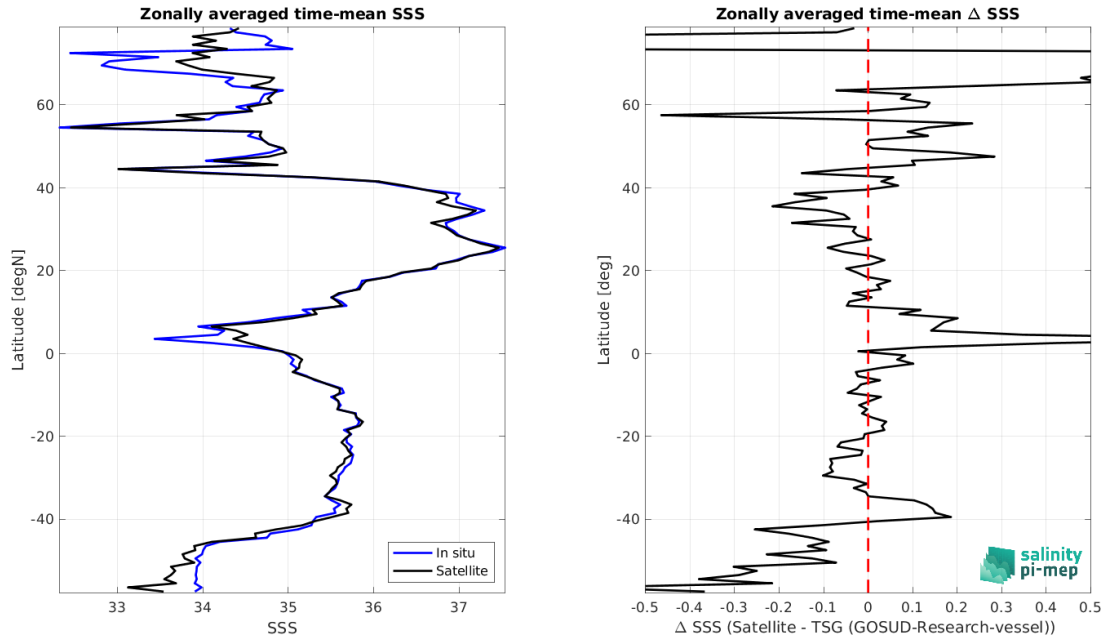 Zonally averaged time-mean SSS
60
40
20
0
-20
-40
Latitude [degN]
33
34
35
36
37
SSS
In situ
Satellite
Zonally averaged time-mean Δ SSS
60
40
20
0
-20
-40
Latitude [deg]
-0.5
-0.4
-0.3
-0.2
-0.1
0
0.1
0.2
0.3
0.4
0.5
Δ SSS (Satellite - TSG (GOSUD-Research-vessel))
salinity
pi-mep